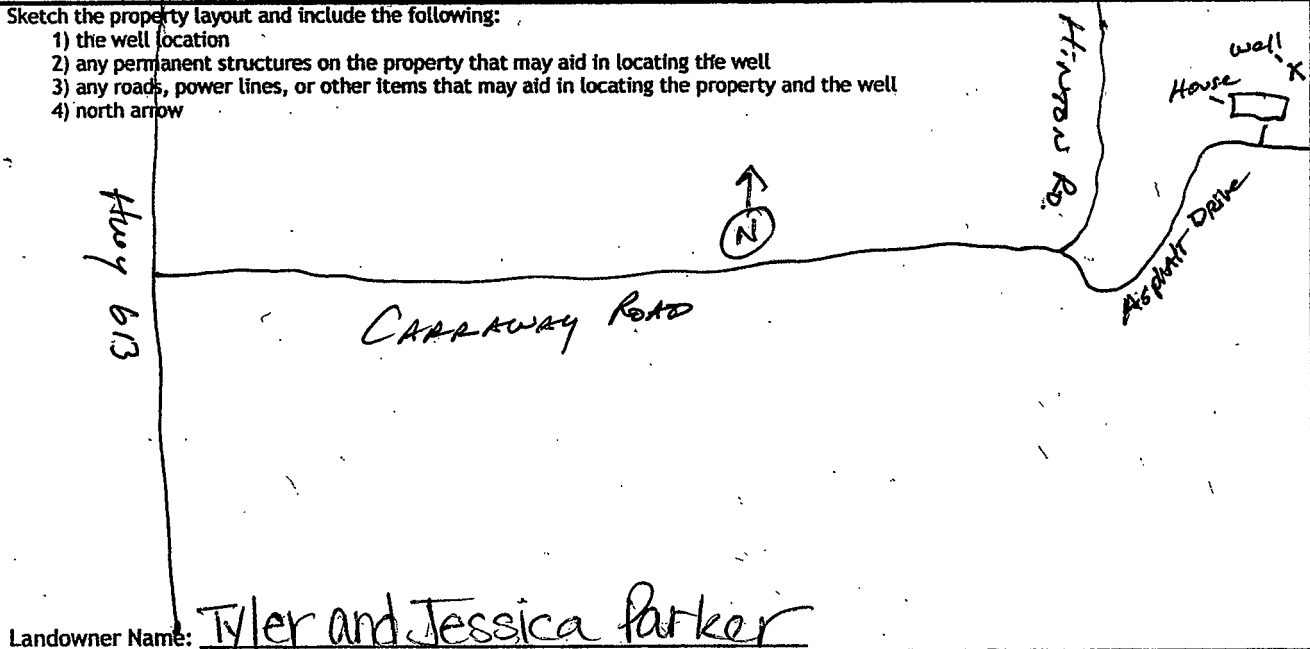 Sketch the property layout and include the following:
1) the well location
2) any permanent structures on the property that may aid in locating the well
3) any roads, power lines, or other items that may aid in locating the property and the well
4) north arrow
Hinsons Rd.
well
x
House
N
Hwy 613
Asphalt Drive
Carraway Road
Landowner Name: Tyler and Jessica Parker